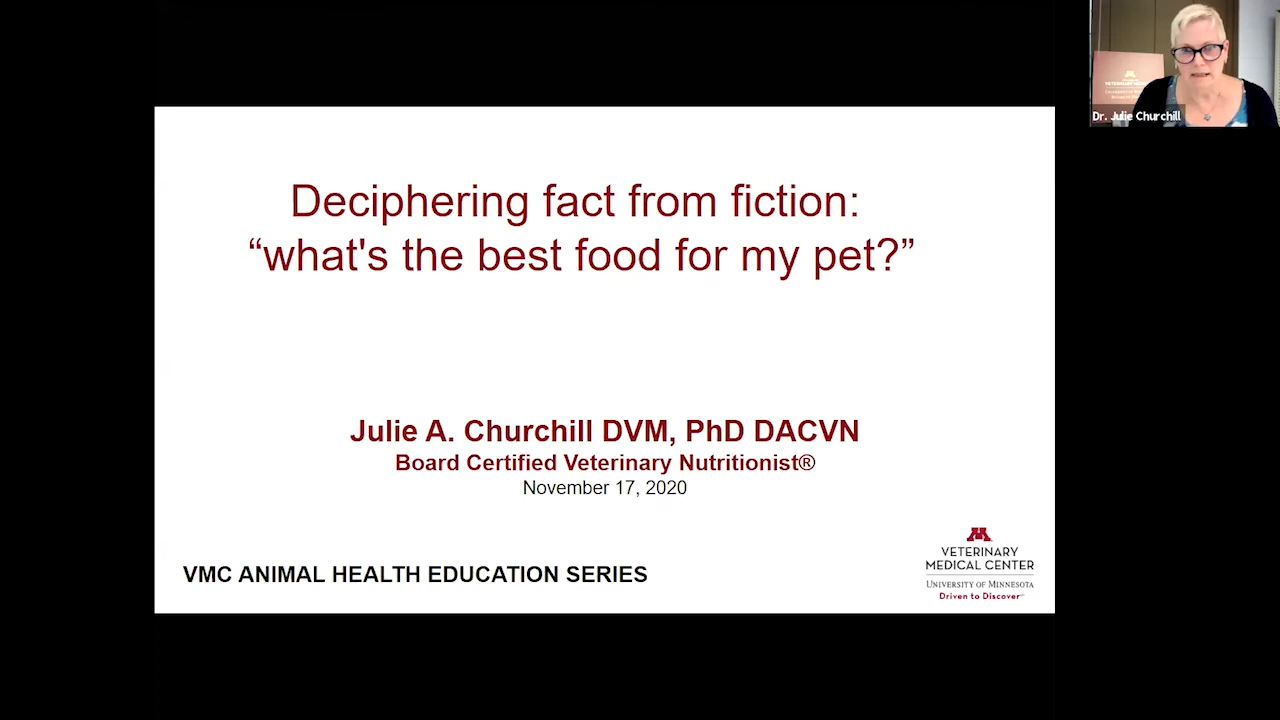 Deciphering fact from fiction:
“what's the best food for my pet?”
Julie A. Churchill DVM, PhD DACVN
Board Certified Veterinary Nutritionist®
November 17, 2020
VMC ANIMAL HEALTH EDUCATION SERIES
M
VETERINARY
MEDICAL CENTER
UNIVERSITY OF MINNESOTA
Driven to Discover℠
Dr. Julie Churchill